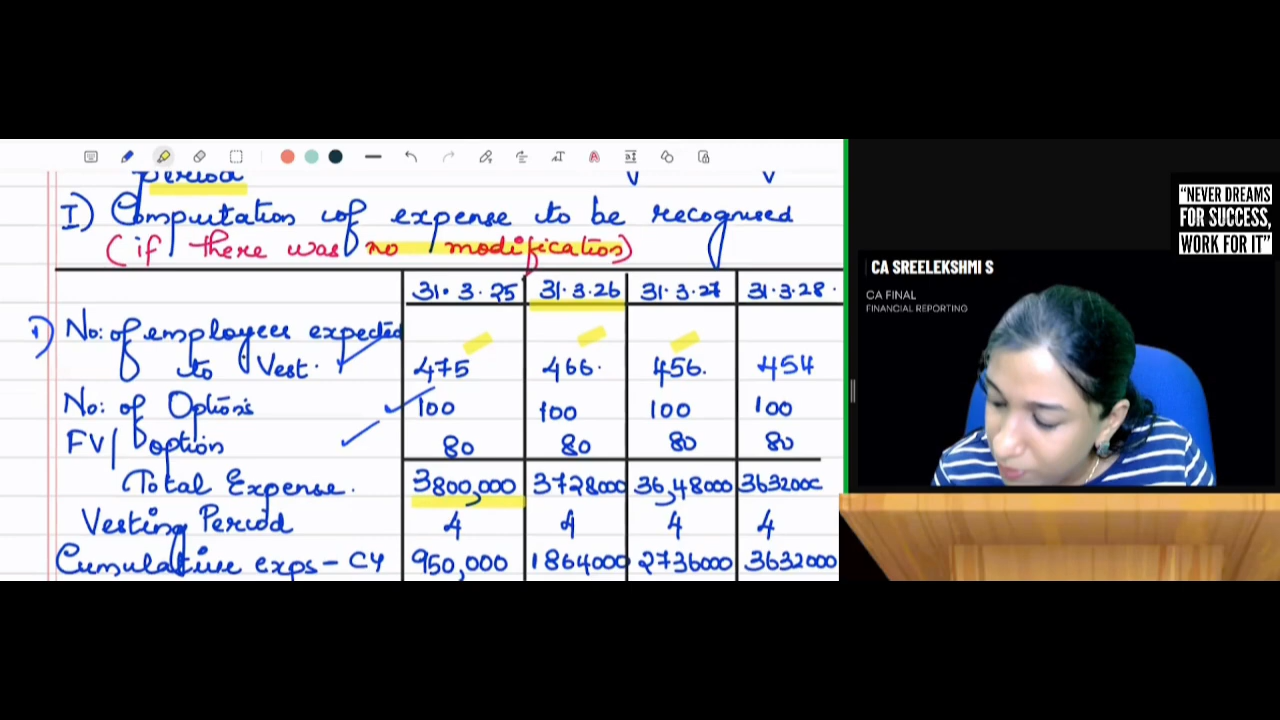 period
I) Computation of expense to be recognised
(if there was no modification)
31.3.25 31.3.26 31.3.27 31.3.28.
1) No: of employees expected
to Vest. 475 466. 456. 454
No: of Options 100 100 100 100
FV/ option 80 80 80 80
Total Expense. 3800,000 3728000 36,48000 3632000
Vesting Period 4 4 4 4
Cumulative exps - CY 950,000 1864000 2736000 3632000
"NEVER DREAMS
FOR SUCCESS,
WORK FOR IT"
CA SREELEKSHMI S
CA FINAL
FINANCIAL REPORTING